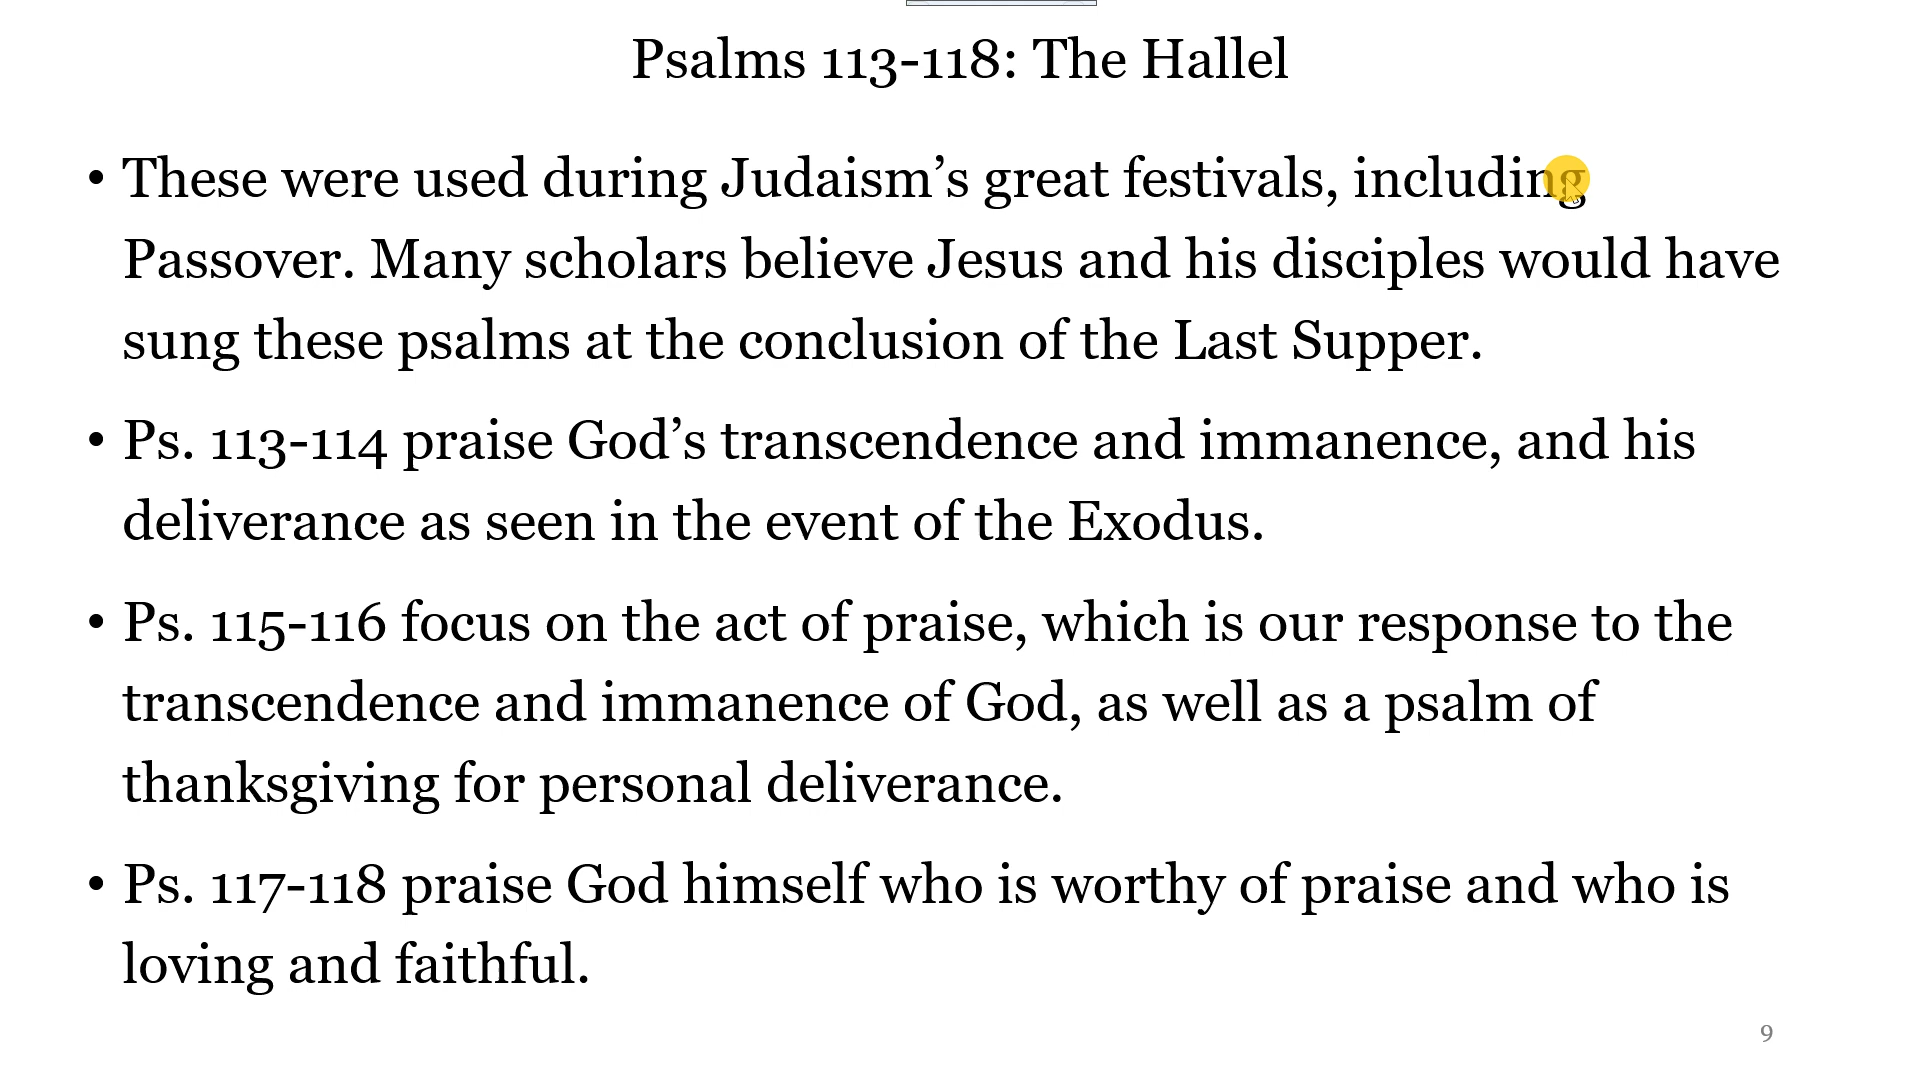 Psalms 113-118: The Hallel
• These were used during Judaism’s great festivals, including
Passover. Many scholars believe Jesus and his disciples would have
sung these psalms at the conclusion of the Last Supper.
• Ps. 113-114 praise God’s transcendence and immanence, and his
deliverance as seen in the event of the Exodus.
• Ps. 115-116 focus on the act of praise, which is our response to the
transcendence and immanence of God, as well as a psalm of
thanksgiving for personal deliverance.
• Ps. 117-118 praise God himself who is worthy of praise and who is
loving and faithful.
9